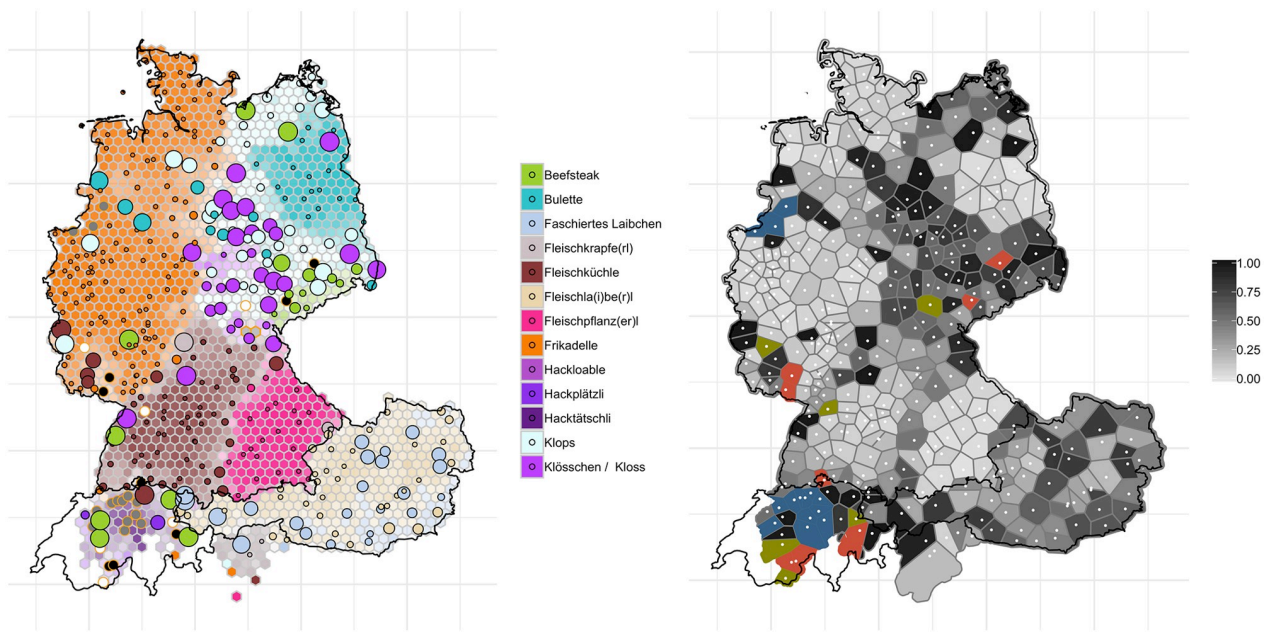 Beefsteak
Bulette
Faschiertes Laibchen
Fleischkrapfe(rl)
Fleischküchle
Fleischla(i)be(r)l
Fleischpflanz(er)l
Frikadelle
Hackloable
Hackplätzli
Hacktätschli
Klops
Klösschen / Kloss
1.00
0.75
0.50
0.25
0.00